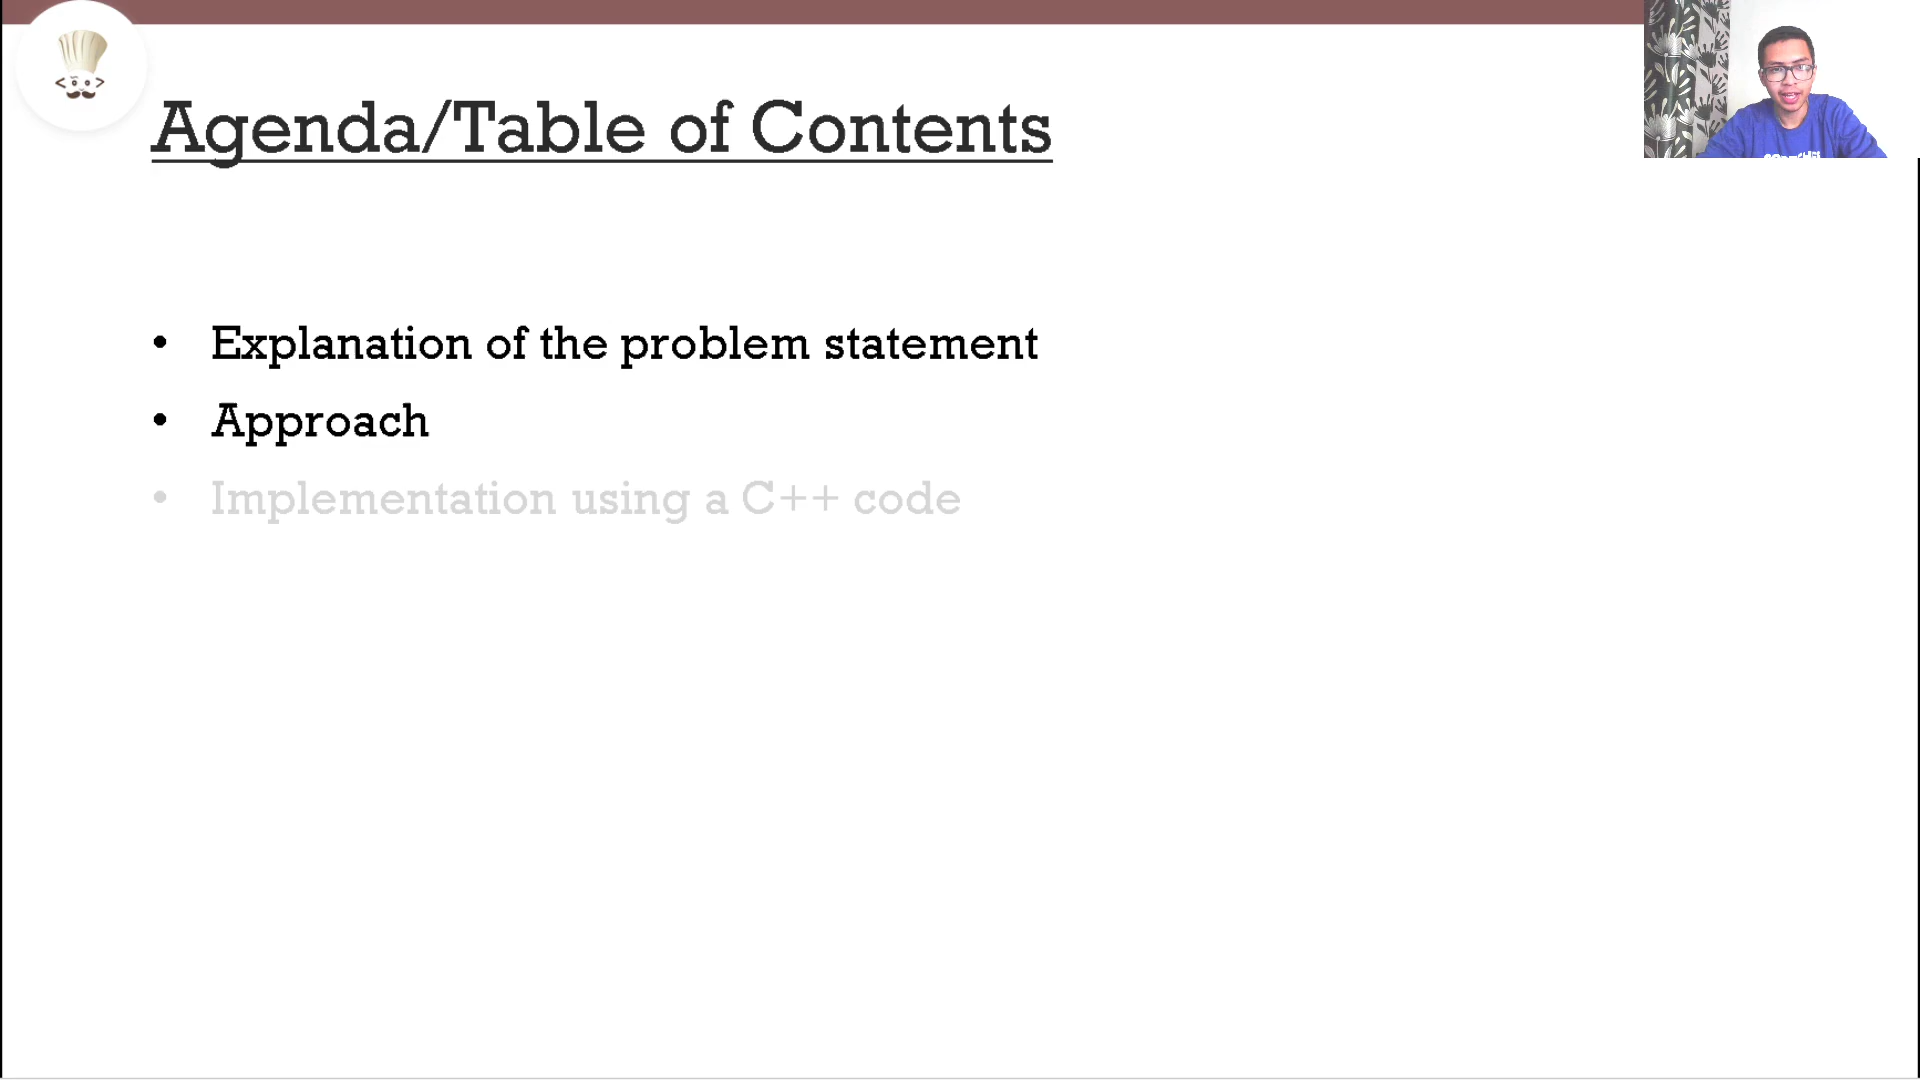 Agenda/Table of Contents
• Explanation of the problem statement
• Approach
• Implementation using a C++ code